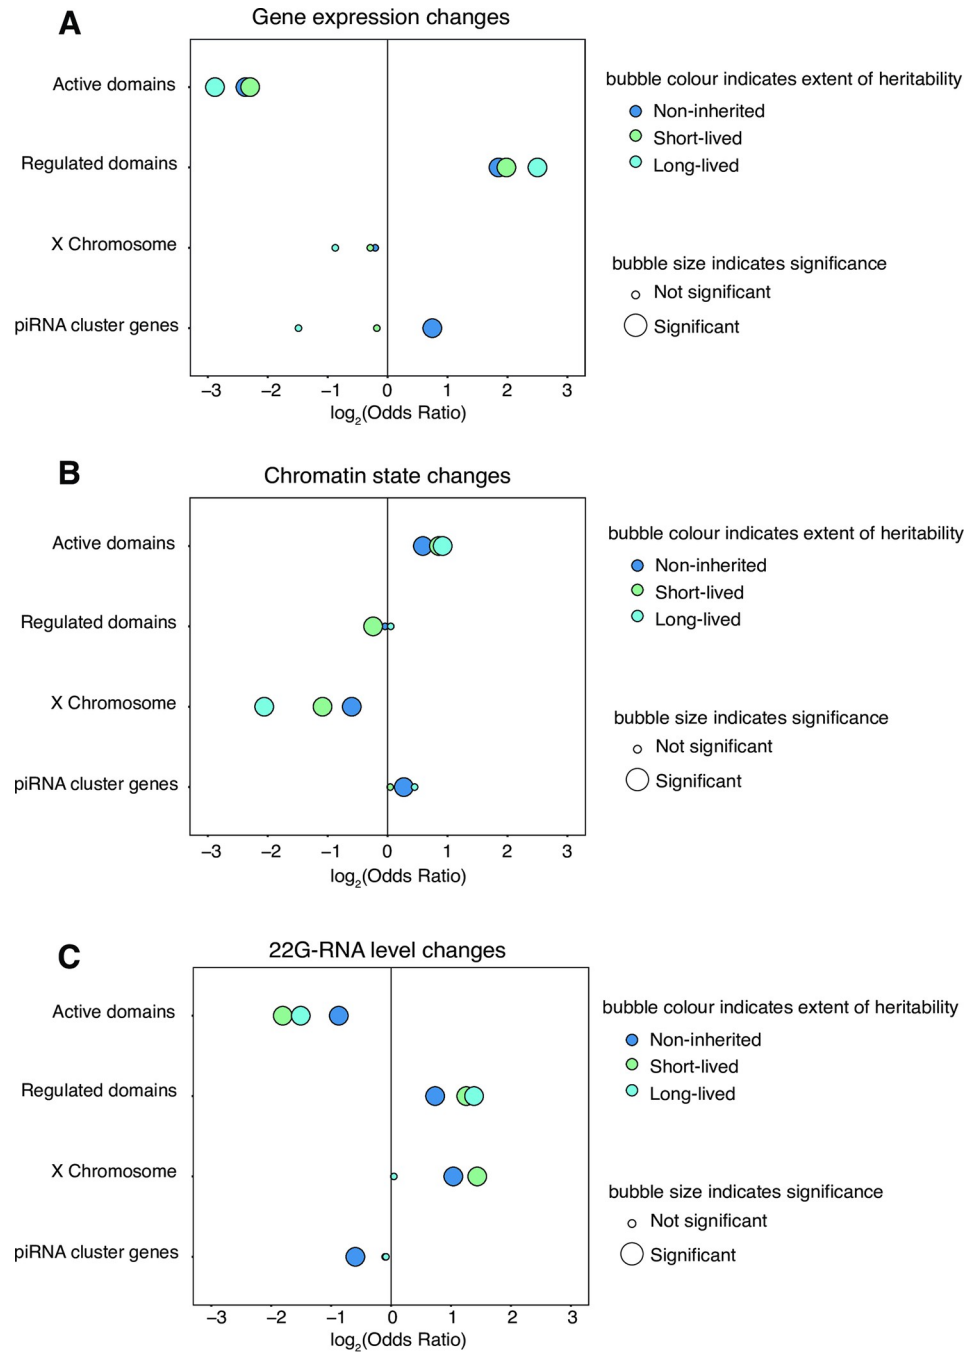 A
Gene expression changes
Active domains
Regulated domains
X Chromosome
piRNA cluster genes
−3 −2 −1 0 1 2 3
log2(Odds Ratio)
bubble colour indicates extent of heritability
Non-inherited
Short-lived
Long-lived
bubble size indicates significance
Not significant
Significant
B
Chromatin state changes
Active domains
Regulated domains
X Chromosome
piRNA cluster genes
−3 −2 −1 0 1 2 3
log2(Odds Ratio)
bubble colour indicates extent of heritability
Non-inherited
Short-lived
Long-lived
bubble size indicates significance
Not significant
Significant
C
22G-RNA level changes
Active domains
Regulated domains
X Chromosome
piRNA cluster genes
−3 −2 −1 0 1 2 3
log2(Odds Ratio)
bubble colour indicates extent of heritability
Non-inherited
Short-lived
Long-lived
bubble size indicates significance
Not significant
Significant